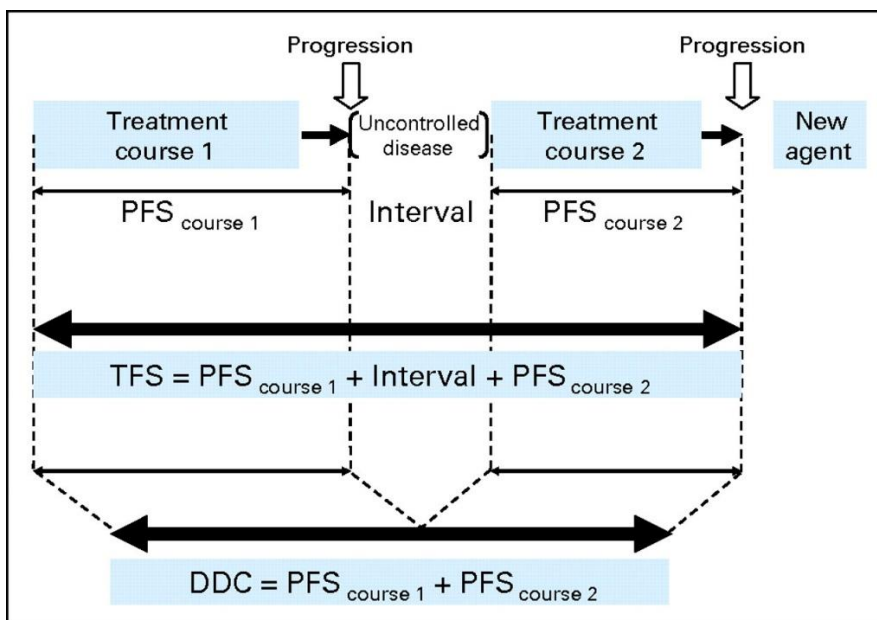 Progression
Progression
Treatment
course 1
(Uncontrolled
disease)
Treatment
course 2
New
agent
PFS course 1
Interval
PFS course 2
TFS = PFS course 1 + Interval + PFS course 2
DDC = PFS course 1 + PFS course 2